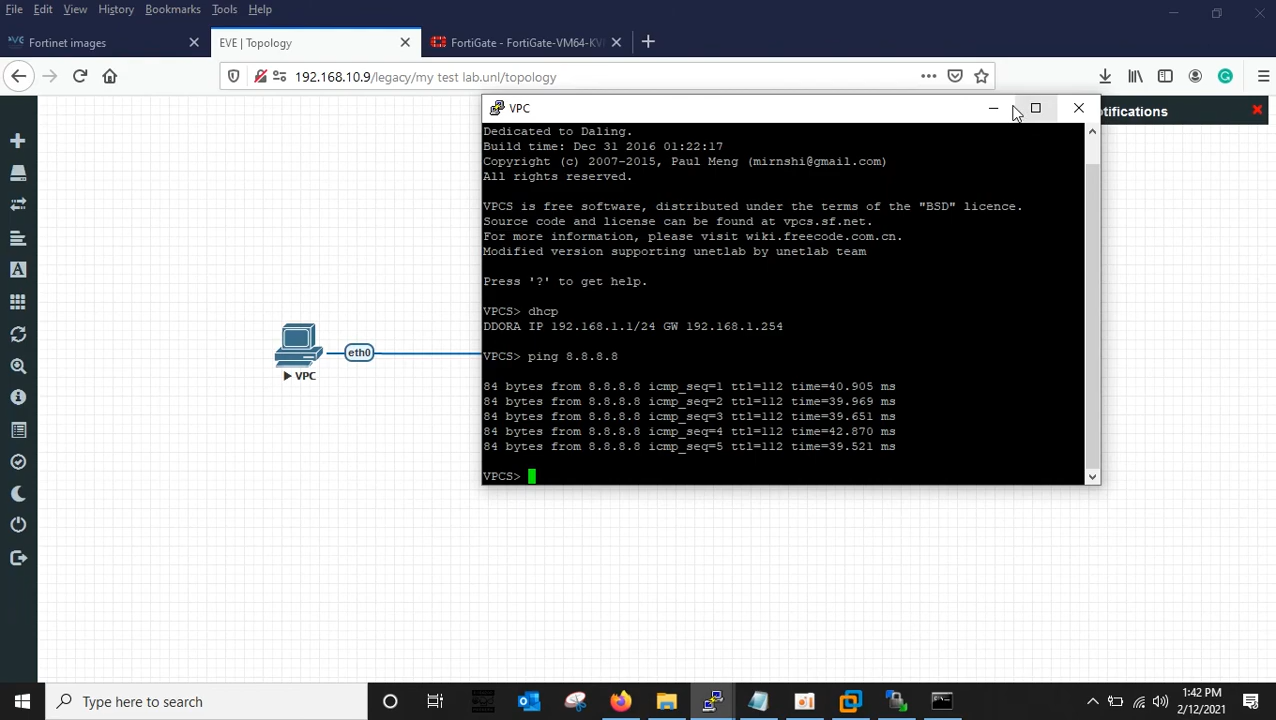 File Edit View History Bookmarks Tools Help
Fortinet images
EVE | Topology
FortiGate - FortiGate-VM64-KV
192.168.10.9/legacy/my test lab.unl/topology
VPC
otifications
Dedicated to Daling.
Build time: Dec 31 2016 01:22:17
Copyright (c) 2007-2015, Paul Meng (mirnshi@gmail.com)
All rights reserved.
VPCS is free software, distributed under the terms of the "BSD" licence.
Source code and license can be found at vpcs.sf.net.
For more information, please visit wiki.freecode.com.cn.
Modified version supporting unetlab by unetlab team
Press '?' to get help.
VPCS> dhcp
DDORA IP 192.168.1.1/24 GW 192.168.1.254
VPCS> ping 8.8.8.8
84 bytes from 8.8.8.8 icmp_seq=1 ttl=112 time=40.905 ms
84 bytes from 8.8.8.8 icmp_seq=2 ttl=112 time=39.969 ms
84 bytes from 8.8.8.8 icmp_seq=3 ttl=112 time=39.651 ms
84 bytes from 8.8.8.8 icmp_seq=4 ttl=112 time=42.870 ms
84 bytes from 8.8.8.8 icmp_seq=5 ttl=112 time=39.521 ms
VPCS>
eth0
VPC
Type here to search
:42 PM
2/12/2021